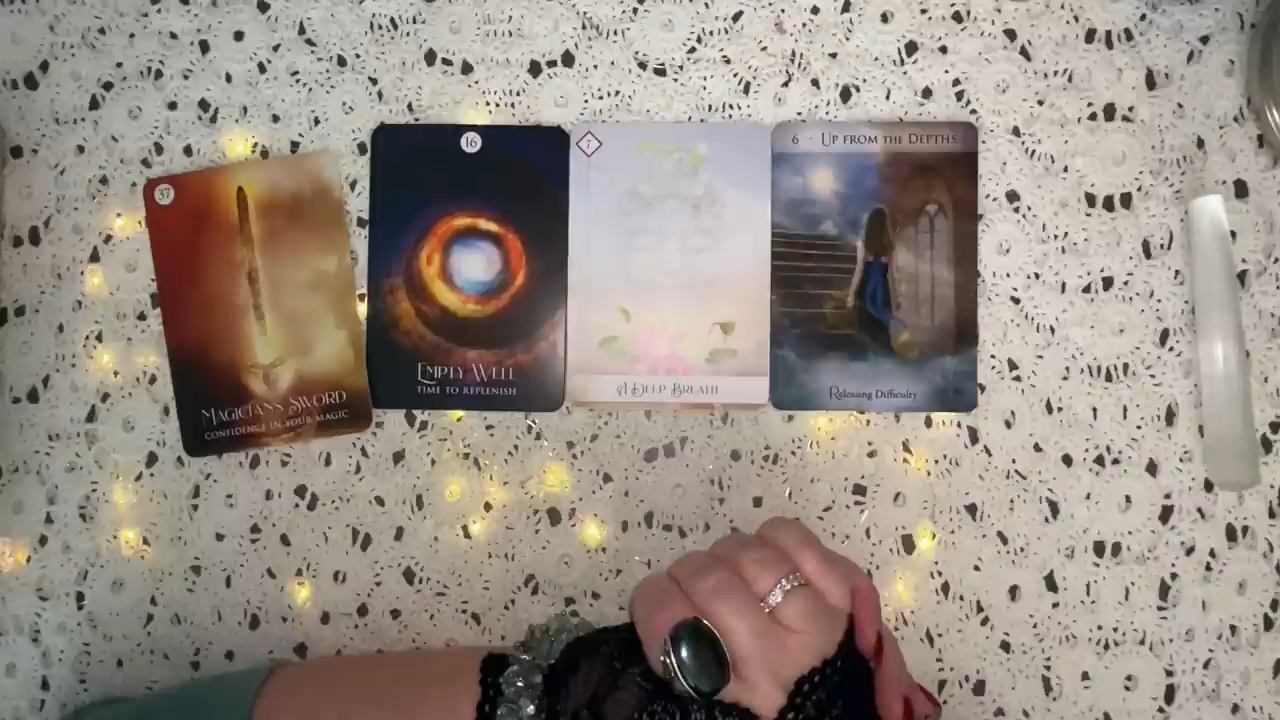 37
MAGICIAN'S SWORD
CONFIDENCE IN YOUR MAGIC
16
EMPTY WELL
TIME TO REPLENISH
7
A DEEP BREATH
6 · UP FROM THE DEPTHS
Releasing Difficulty